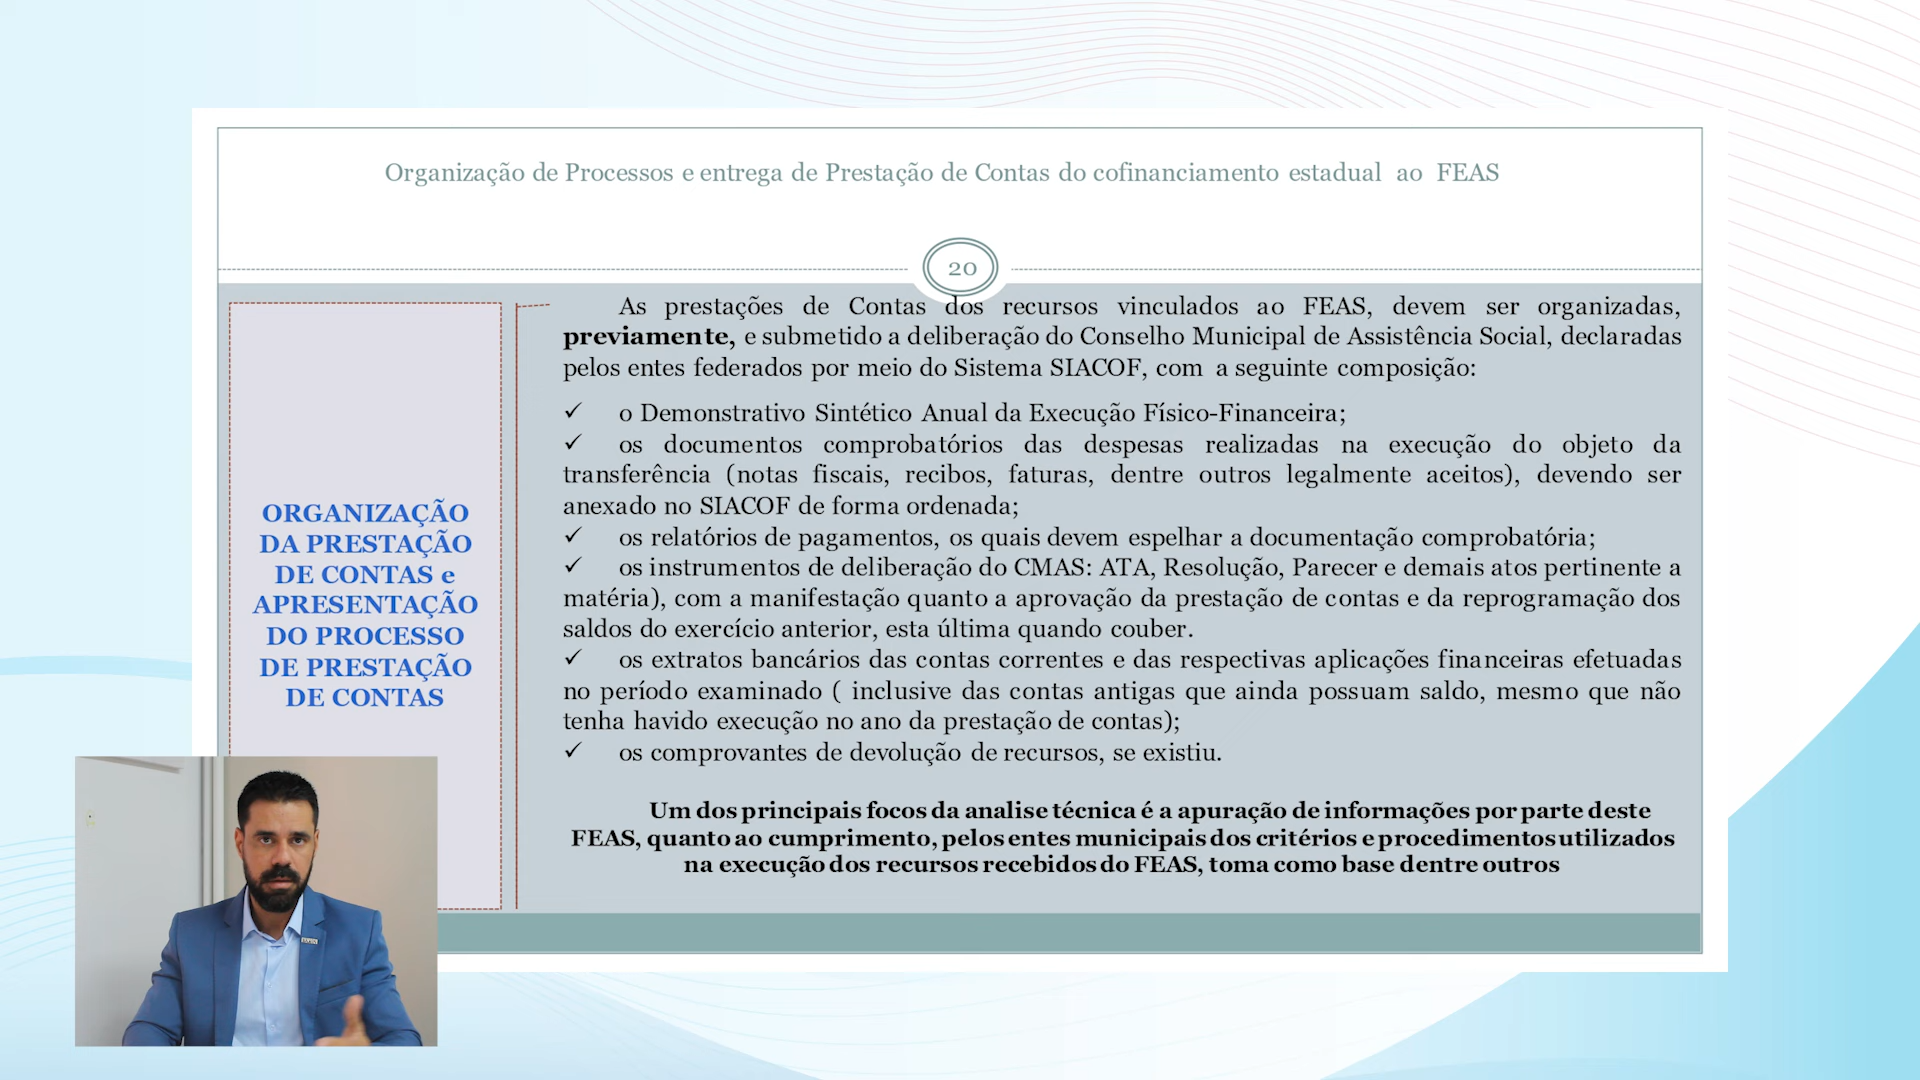 Organização de Processos e entrega de Prestação de Contas do cofinanciamento estadual ao FEAS
20
ORGANIZAÇÃO
DA PRESTAÇÃO
DE CONTAS e
APRESENTAÇÃO
DO PROCESSO
DE PRESTAÇÃO
DE CONTAS
As prestações de Contas dos recursos vinculados ao FEAS, devem ser organizadas,
previamente, e submetido a deliberação do Conselho Municipal de Assistência Social, declaradas
pelos entes federados por meio do Sistema SIACOF, com a seguinte composição:
✓ o Demonstrativo Sintético Anual da Execução Físico-Financeira;
✓ os documentos comprobatórios das despesas realizadas na execução do objeto da
transferência (notas fiscais, recibos, faturas, dentre outros legalmente aceitos), devendo ser
anexado no SIACOF de forma ordenada;
✓ os relatórios de pagamentos, os quais devem espelhar a documentação comprobatória;
✓ os instrumentos de deliberação do CMAS: ATA, Resolução, Parecer e demais atos pertinente a
matéria), com a manifestação quanto a aprovação da prestação de contas e da reprogramação dos
saldos do exercício anterior, esta última quando couber.
✓ os extratos bancários das contas correntes e das respectivas aplicações financeiras efetuadas
no período examinado ( inclusive das contas antigas que ainda possuam saldo, mesmo que não
tenha havido execução no ano da prestação de contas);
✓ os comprovantes de devolução de recursos, se existiu.
Um dos principais focos da analise técnica é a apuração de informações por parte deste
FEAS, quanto ao cumprimento, pelos entes municipais dos critérios e procedimentos utilizados
na execução dos recursos recebidos do FEAS, toma como base dentre outros